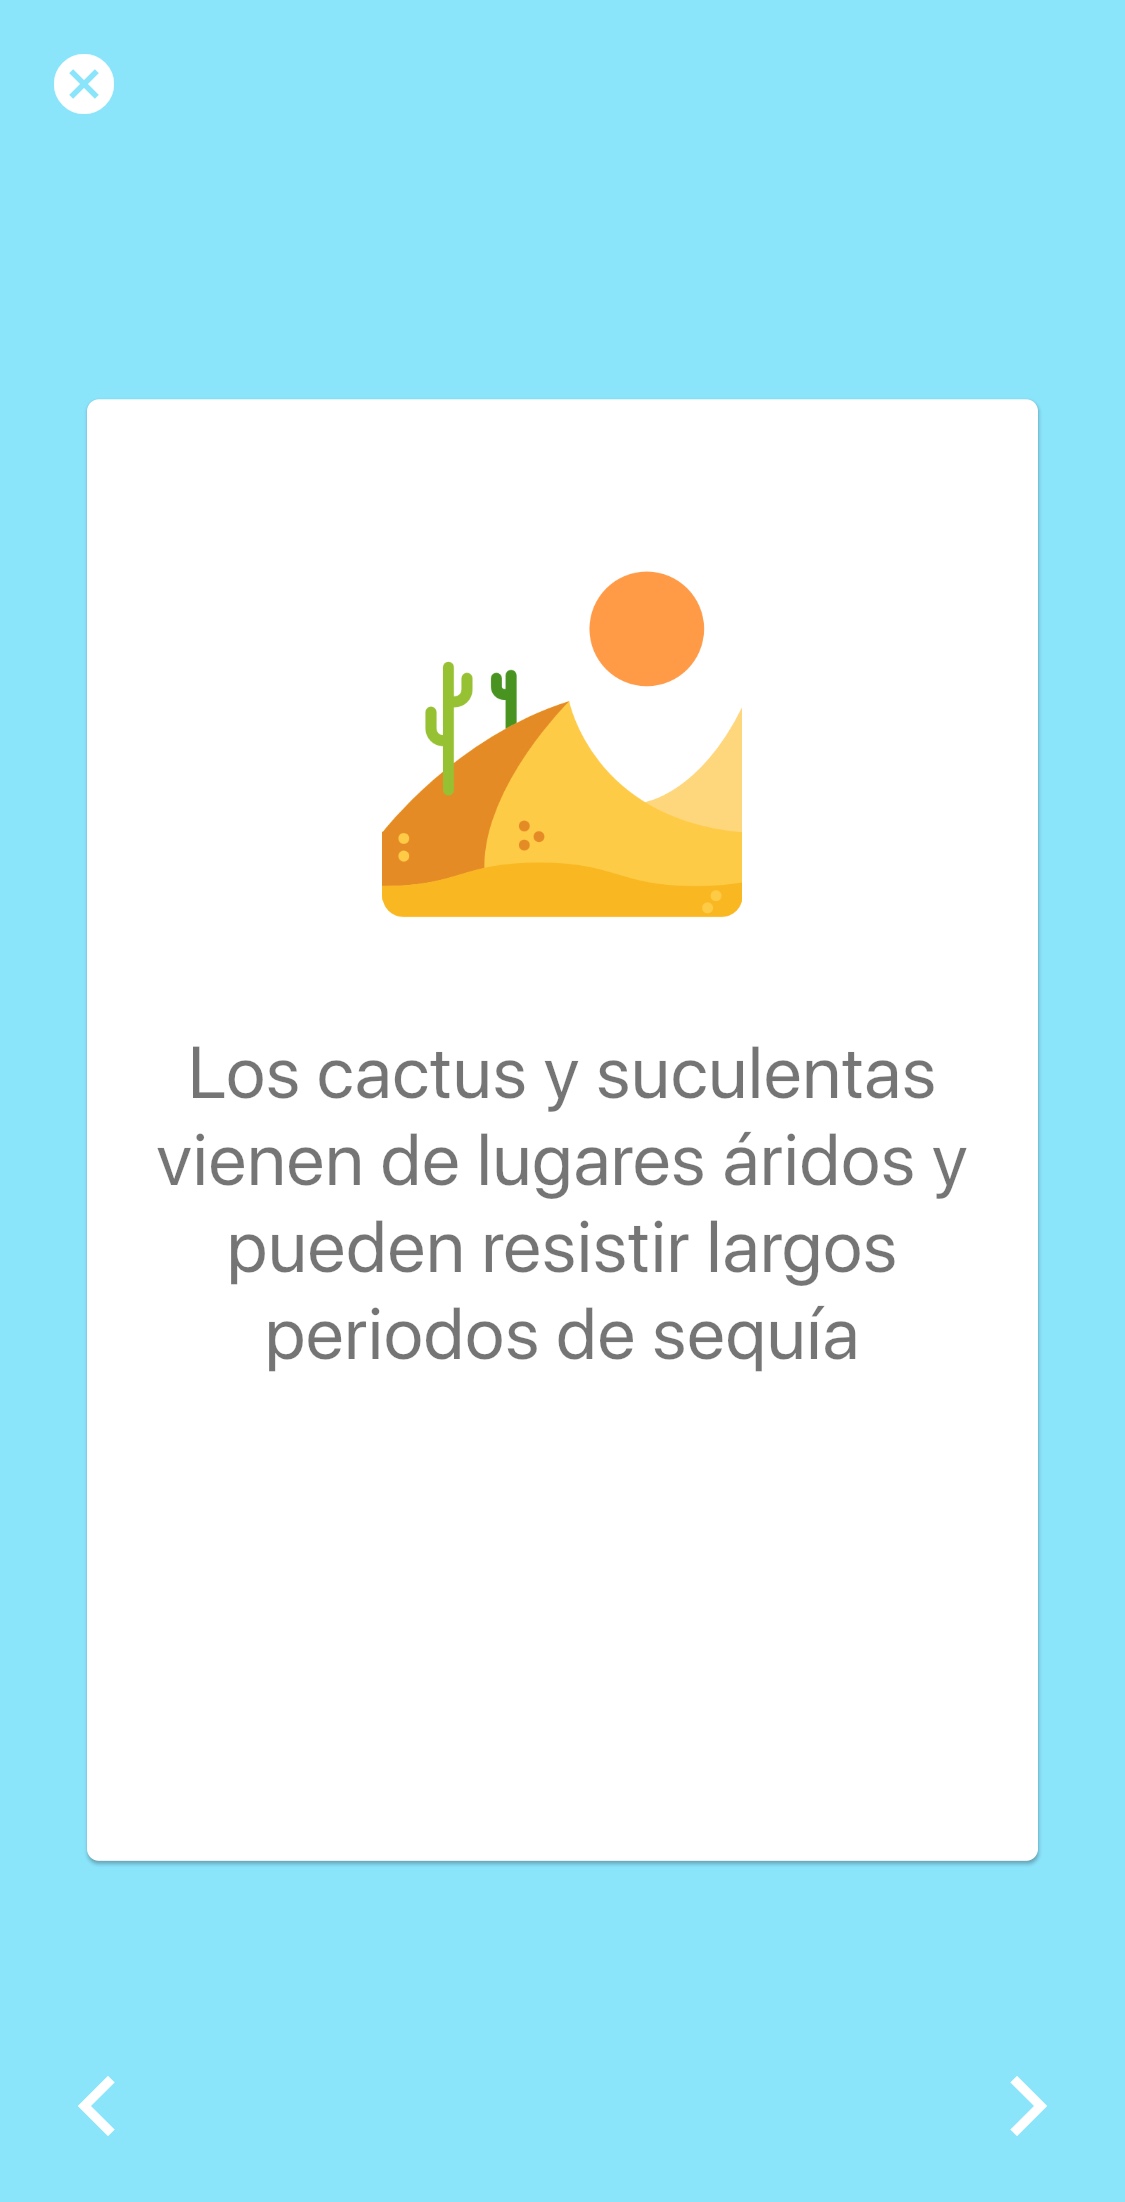 Los cactus y suculentas
vienen de lugares áridos y
pueden resistir largos
periodos de sequía